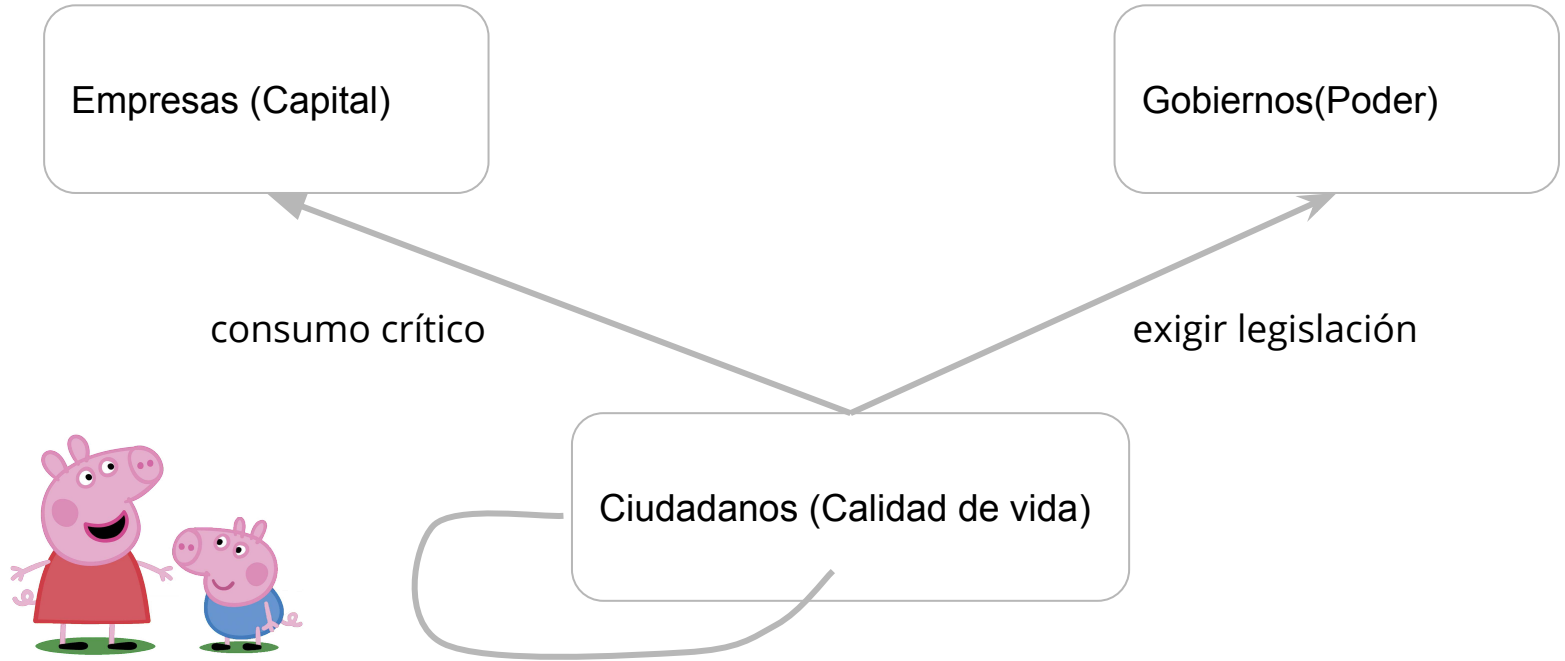 Empresas (Capital)
Gobiernos(Poder)
consumo crítico
exigir legislación
Ciudadanos (Calidad de vida)